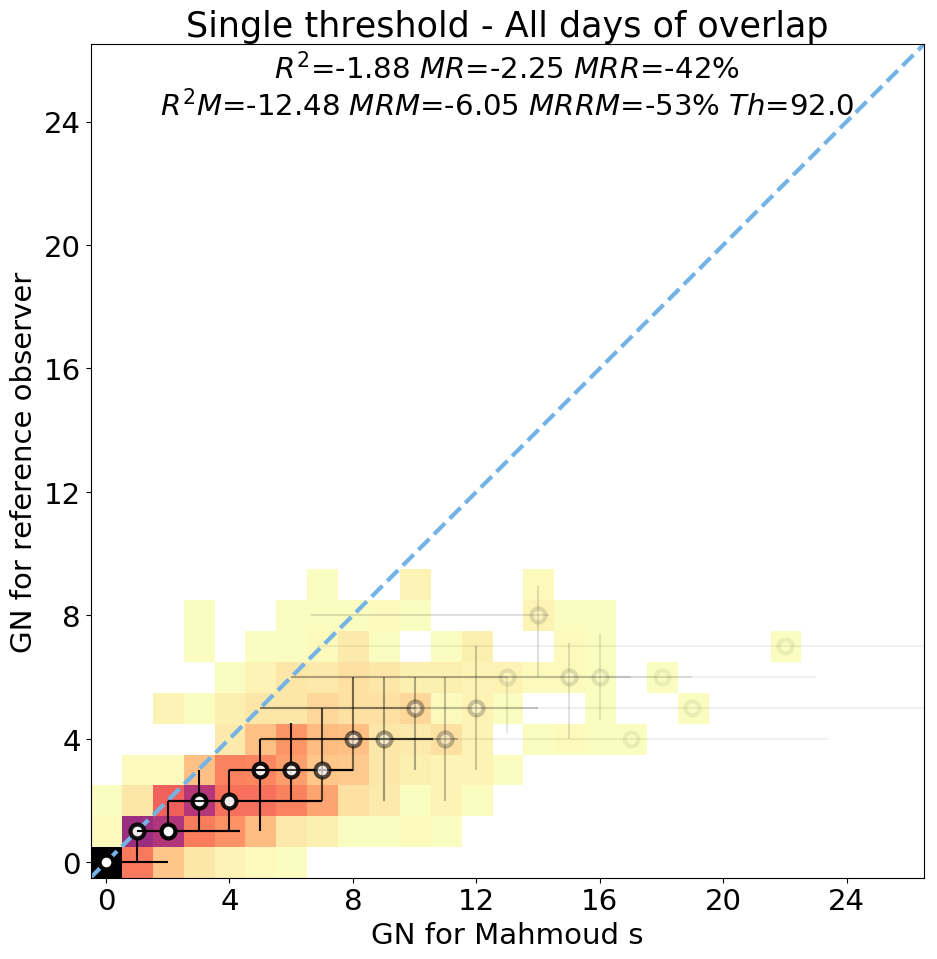 Single threshold - All days of overlap
R²=-1.88 MR=-2.25 MRR=-42%
R²M=-12.48 MRM=-6.05 MRRM=-53% Th=92.0
GN for reference observer
24
20
16
12
8
4
0
0 4 8 12 16 20 24
GN for Mahmoud s